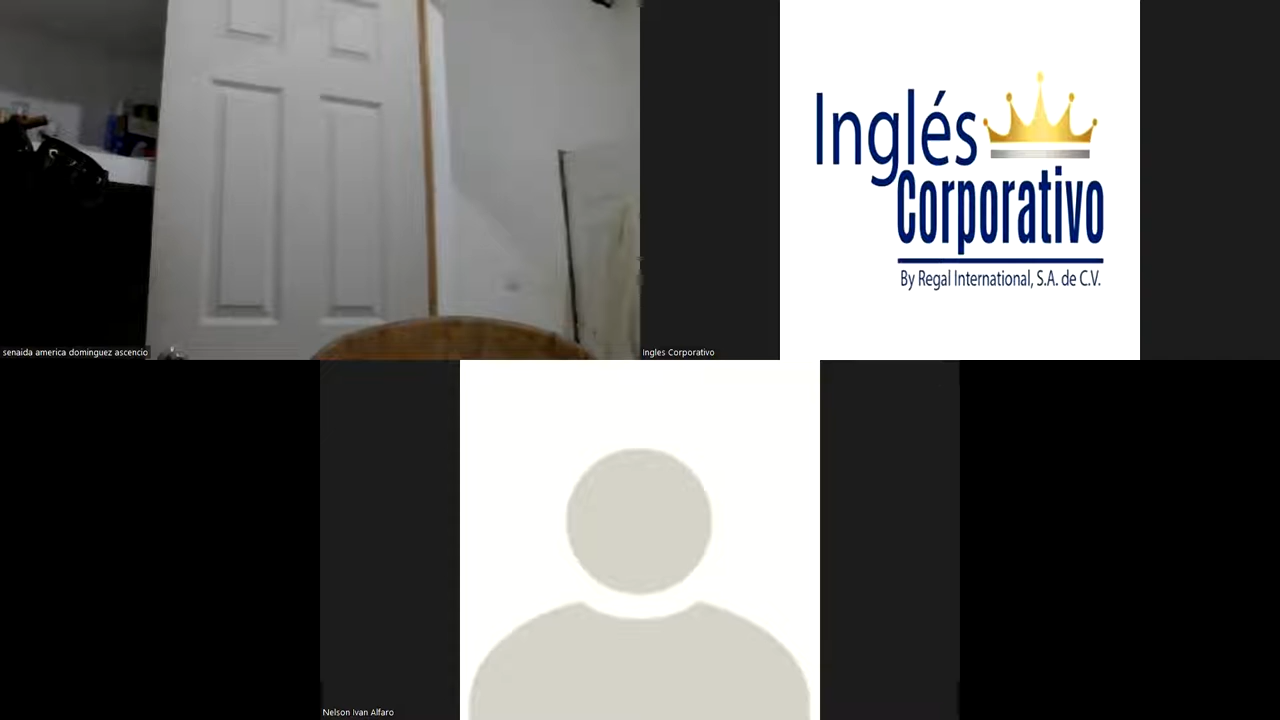 Inglés
Corporativo
By Regal International, S.A. de C.V.
senaida america dominguez ascencio
Ingles Corporativo
Nelson Ivan Alfaro